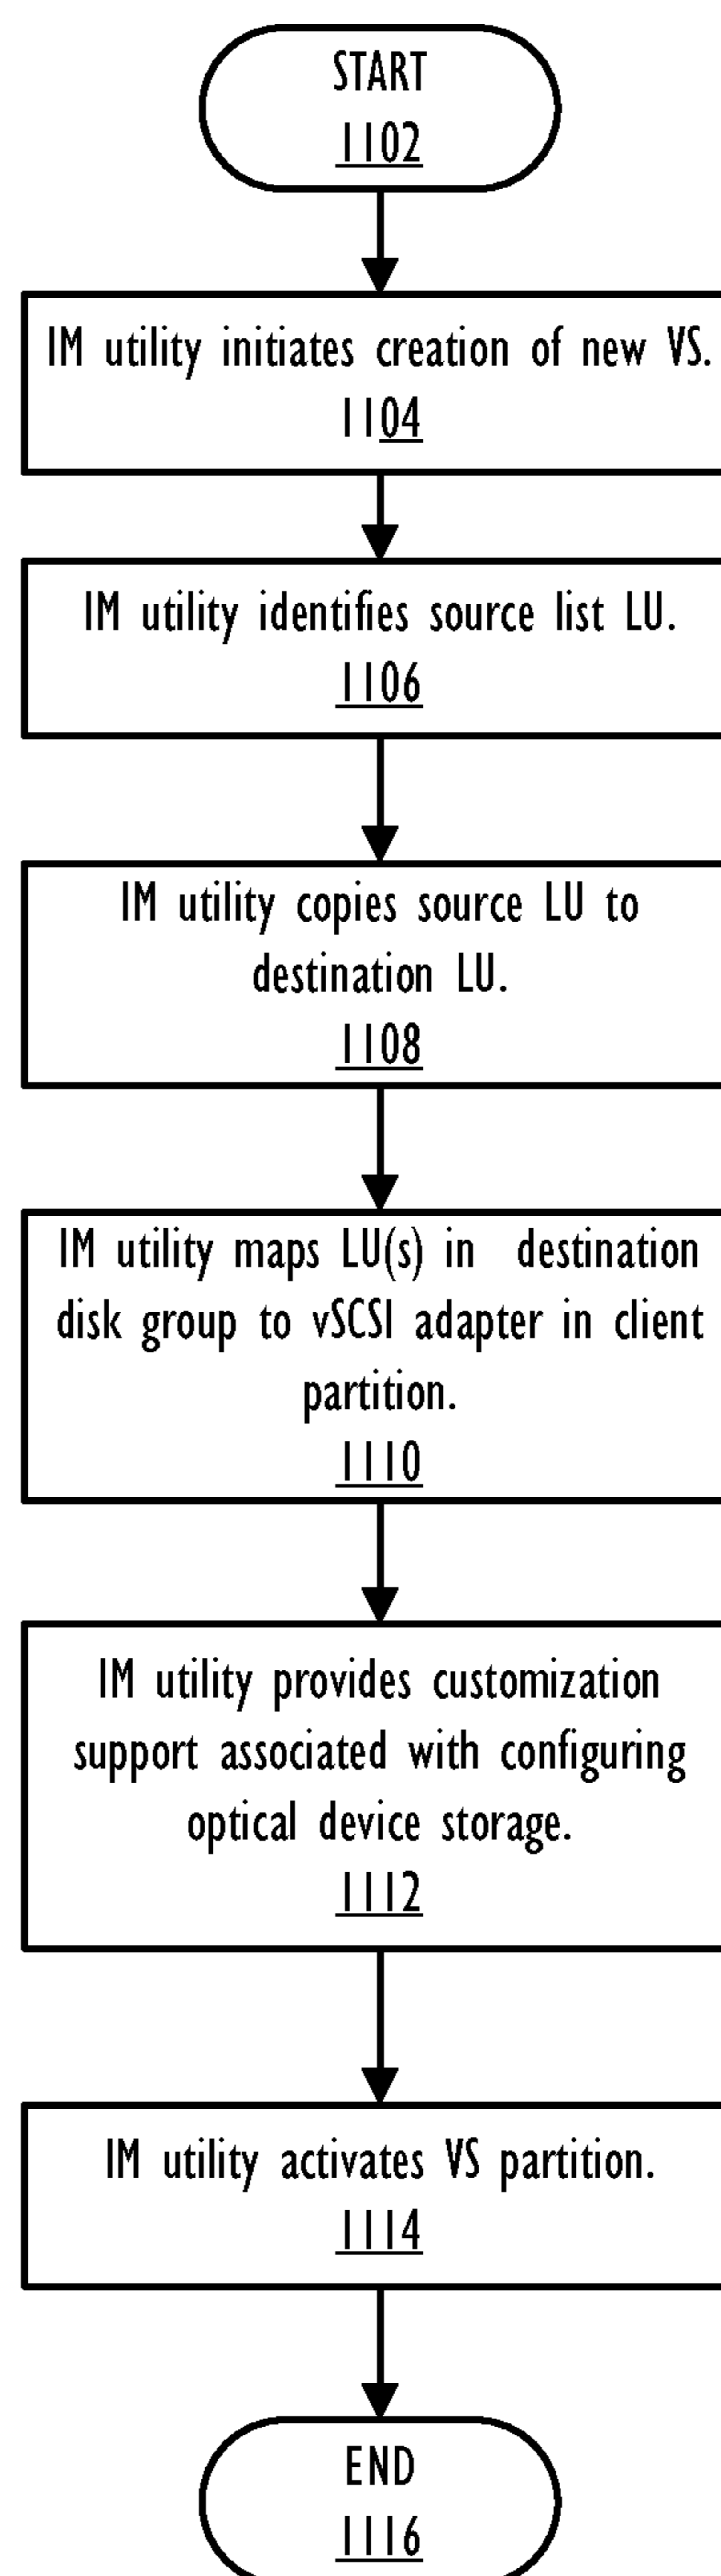 START
1102
IM utility initiates creation of new VS.
1104
IM utility identifies source list LU.
1106
IM utility copies source LU to
destination LU.
1108
IM utility maps LU(s) in destination
disk group to vSCSI adapter in client
partition.
1110
IM utility provides customization
support associated with configuring
optical device storage.
1112
IM utility activates VS partition.
1114
END
1116